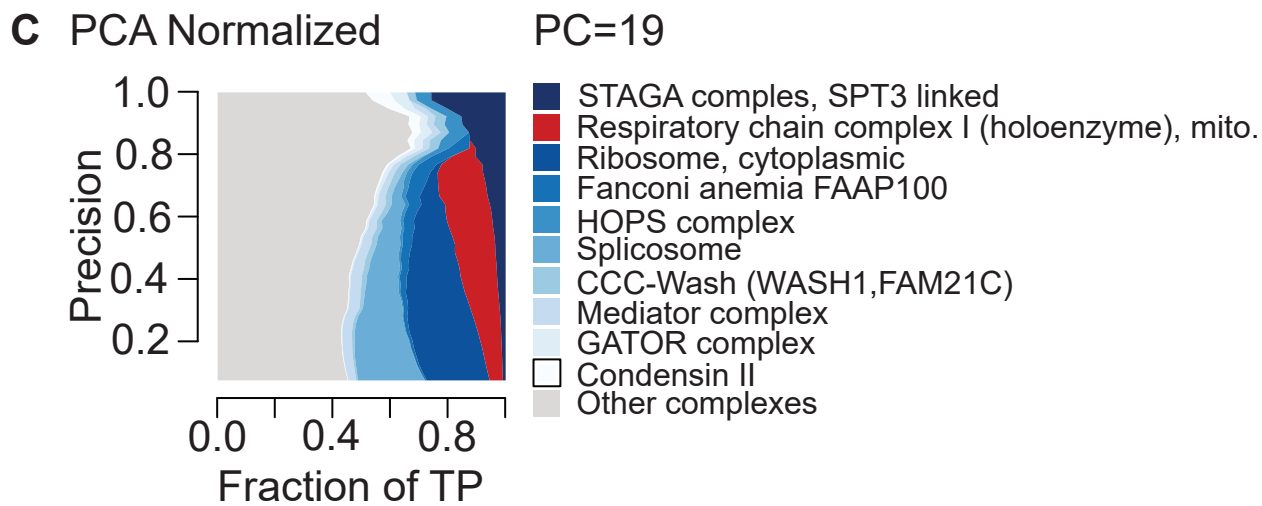 C PCA Normalized PC=19
1.0
0.8
0.6
0.4
0.2
Precision
0.0 0.4 0.8
Fraction of TP
STAGA comples, SPT3 linked
Respiratory chain complex I (holoenzyme), mito.
Ribosome, cytoplasmic
Fanconi anemia FAAP100
HOPS complex
Splicosome
CCC-Wash (WASH1,FAM21C)
Mediator complex
GATOR complex
Condensin II
Other complexes